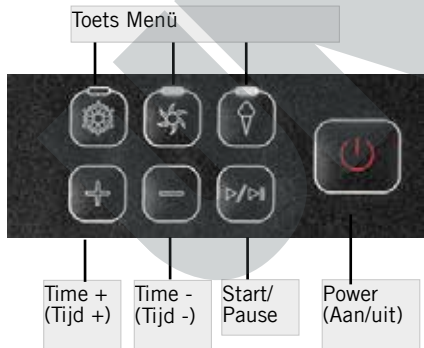 Toets Menü
Time +
(Tijd +)
Time -
(Tijd -)
Start/
Pause
Power
(Aan/uit)